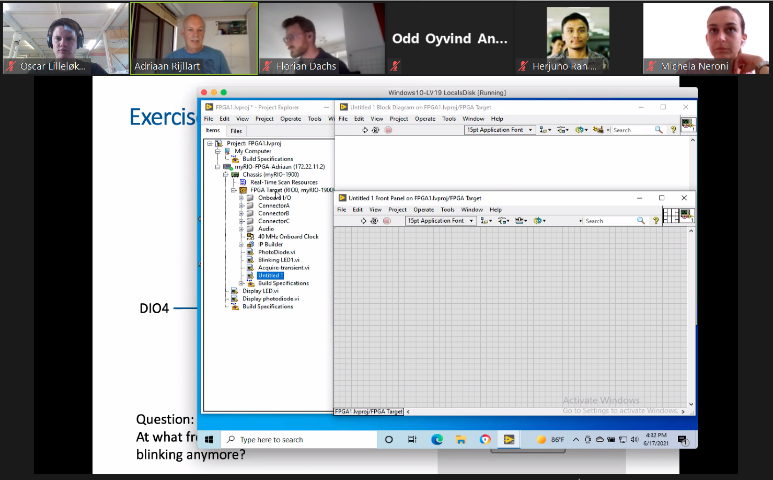 Oscar Lilleløk...
Adriaan Rijllart
Florian Dachs
Odd Oyvind An...
Herjuno Rah...
Michela Neroni
Windows10-LV19 LocalsDisk [Running]
Exercise
FPGA1.lvproj * - Project Explorer
File Edit View Project Operate Tools
Items Files
Project: FPGA1.lvproj
My Computer
Build Specifications
myRIO-FPGA-Adriaan (172.22.11.2)
Chassis (myRIO-1900)
Real-Time Scan Resources
FPGA Target (RIO0, myRIO-1900)
Onboard I/O
ConnectorA
ConnectorB
ConnectorC
Audio
40 MHz Onboard Clock
IP Builder
PhotoDiode.vi
Blinking LED1.vi
Acquire transient.vi
Untitled 1
Build Specifications
Display LED.vi
Display photodiode.vi
Build Specifications
Untitled 1 Block Diagram on FPGA1.lvproj/FPGA Target
File Edit View Project Operate Tools Window Help
15pt Application Font
Search
Untitled 1 Front Panel on FPGA1.lvproj/FPGA Target
File Edit View Project Operate Tools Window Help
15pt Application Font
Search
DIO4
Activate Windows
Go to Settings to activate Windows.
FPGA1.lvproj/FPGA Target
Question:
At what fr
blinking anymore?
Type here to search
86°F
4:32 PM
6/17/2021